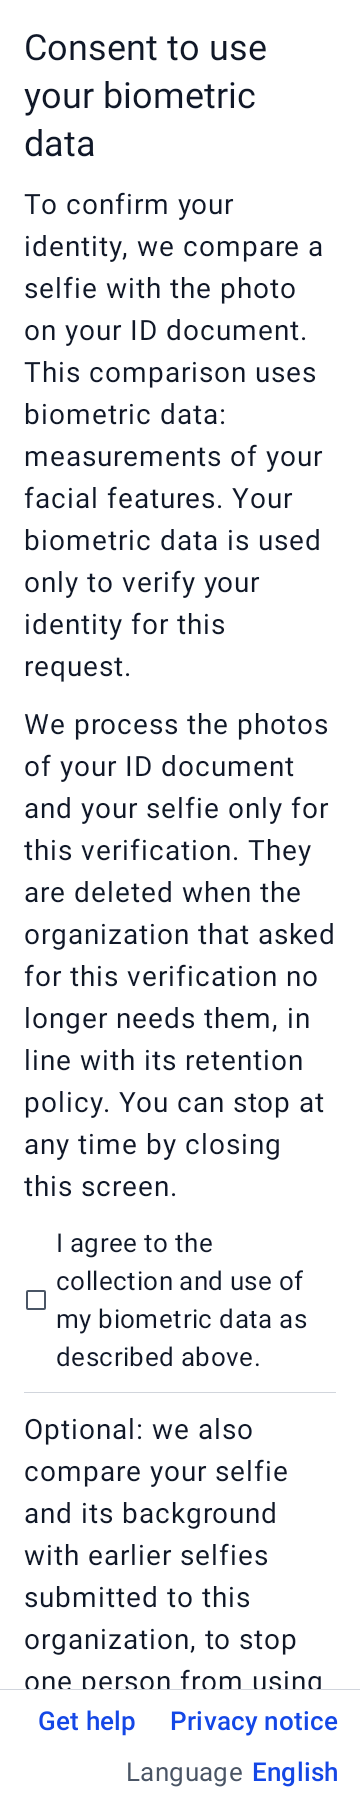 Consent to use
your biometric
data
To confirm your
identity, we compare a
selfie with the photo
on your ID document.
This comparison uses
biometric data:
measurements of your
facial features. Your
biometric data is used
only to verify your
identity for this
request.
We process the photos
of your ID document
and your selfie only for
this verification. They
are deleted when the
organization that asked
for this verification no
longer needs them, in
line with its retention
policy. You can stop at
any time by closing
this screen.
I agree to the
collection and use of
my biometric data as
described above.
Optional: we also
compare your selfie
and its background
with earlier selfies
submitted to this
organization, to stop
one person from using
Get help Privacy notice
Language English